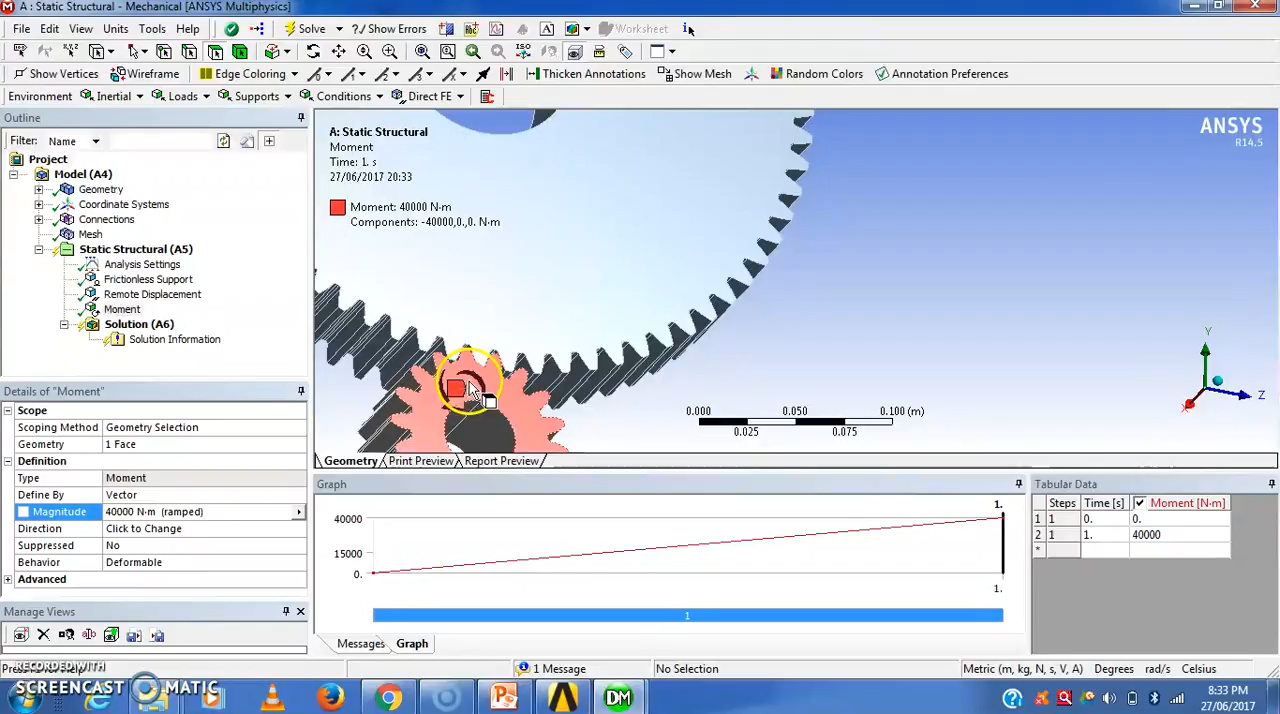 A : Static Structural - Mechanical [ANSYS Multiphysics]
File Edit View Units Tools Help Solve ?/ Show Errors Worksheet
Show Vertices Wireframe Edge Coloring Thicken Annotations Show Mesh Random Colors Annotation Preferences
Environment Inertial Loads Supports Conditions Direct FE
Outline
Filter: Name
Project
Model (A4)
Geometry
Coordinate Systems
Connections
Mesh
Static Structural (A5)
Analysis Settings
Frictionless Support
Remote Displacement
Moment
Solution (A6)
Solution Information
Details of "Moment"
Scope
Scoping Method Geometry Selection
Geometry 1 Face
Definition
Type Moment
Define By Vector
Magnitude 40000 N·m (ramped)
Direction Click to Change
Suppressed No
Behavior Deformable
Advanced
Manage Views
A: Static Structural
Moment
Time: 1. s
27/06/2017 20:33
Moment: 40000 N·m
Components: -40000,0.,0. N·m
ANSYS
R14.5
Y
Z
X
0.000 0.050 0.100 (m)
0.025 0.075
Geometry Print Preview Report Preview
Graph
1.
40000
15000
0.
1.
1
Messages Graph
Tabular Data
Steps Time [s] Moment [N·m]
1 1 0. 0.
2 1 1. 40000
*
1 Message No Selection Metric (m, kg, N, s, V, A) Degrees rad/s Celsius
RECORDED WITH
SCREENCAST MATIC
DM
8:33 PM
27/06/2017